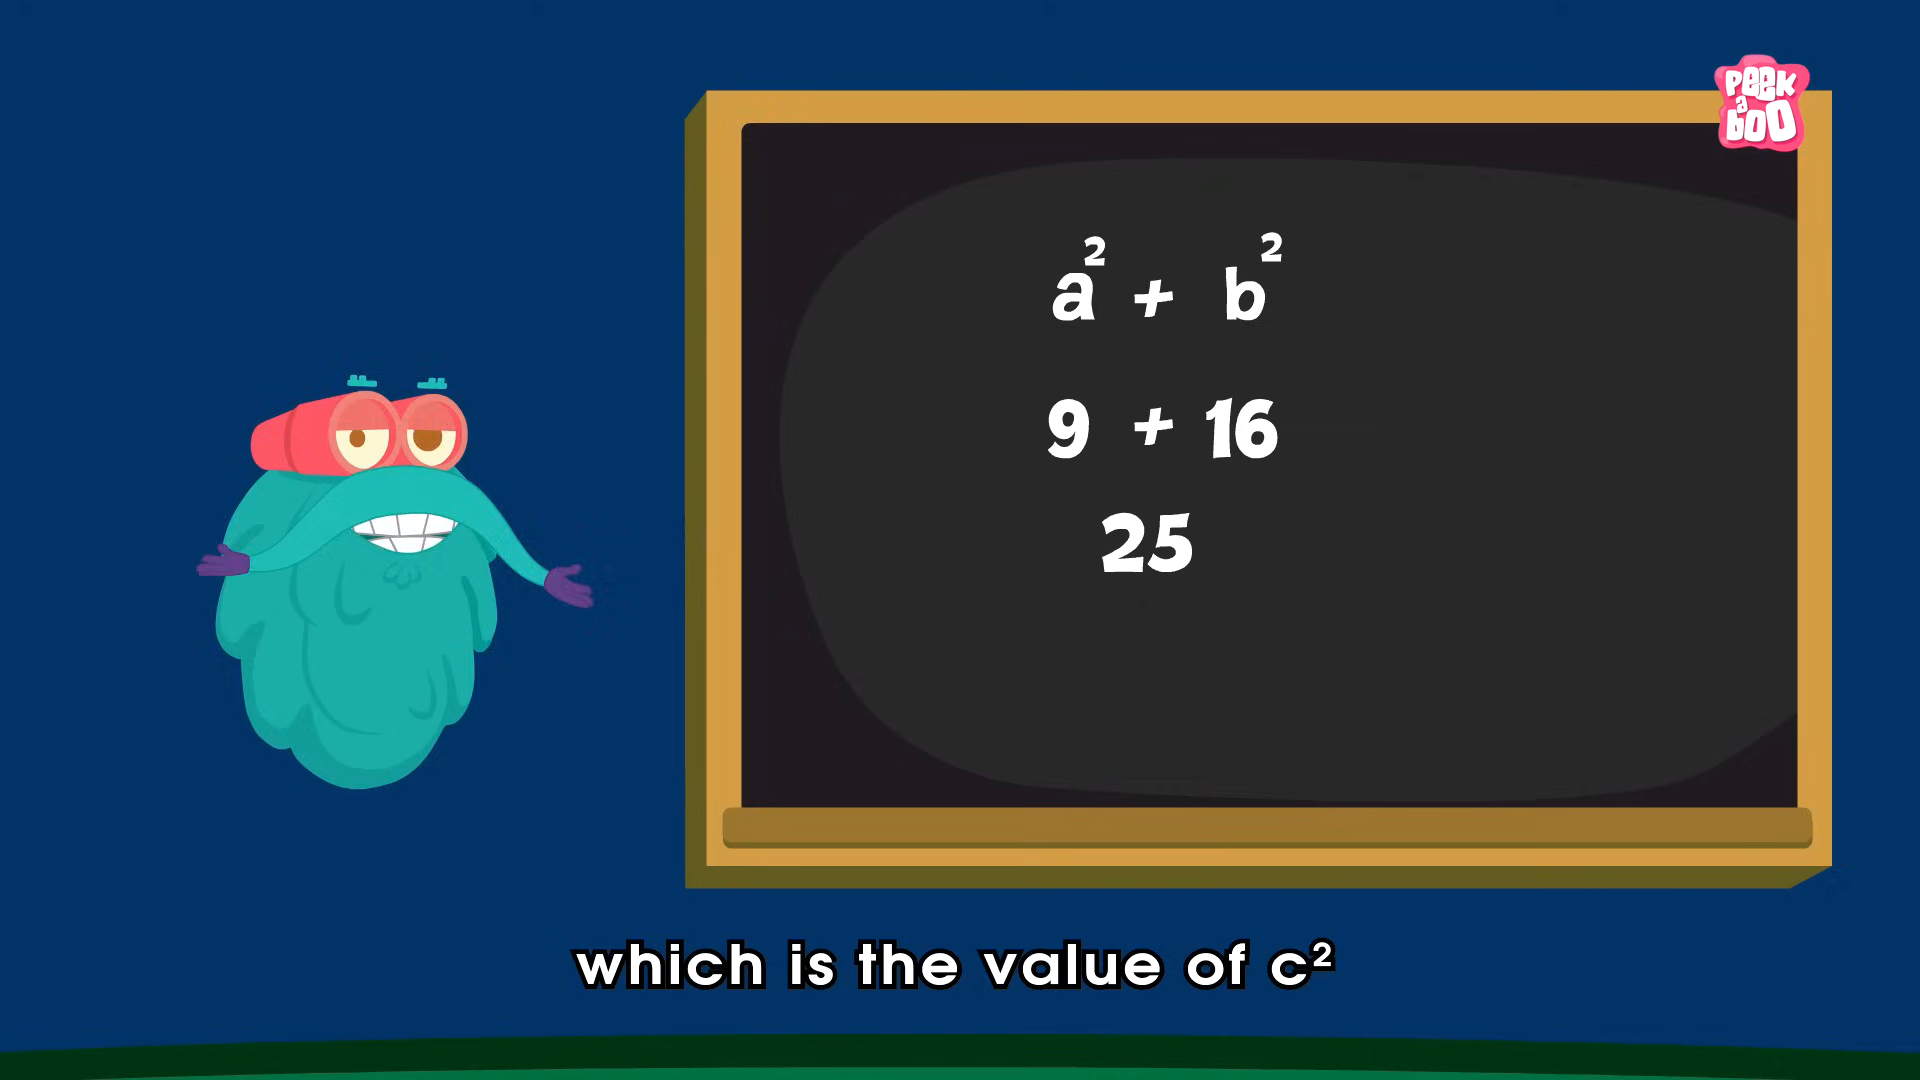 PEEK
a
boo
a² + b²
9 + 16
25
which is the value of c²